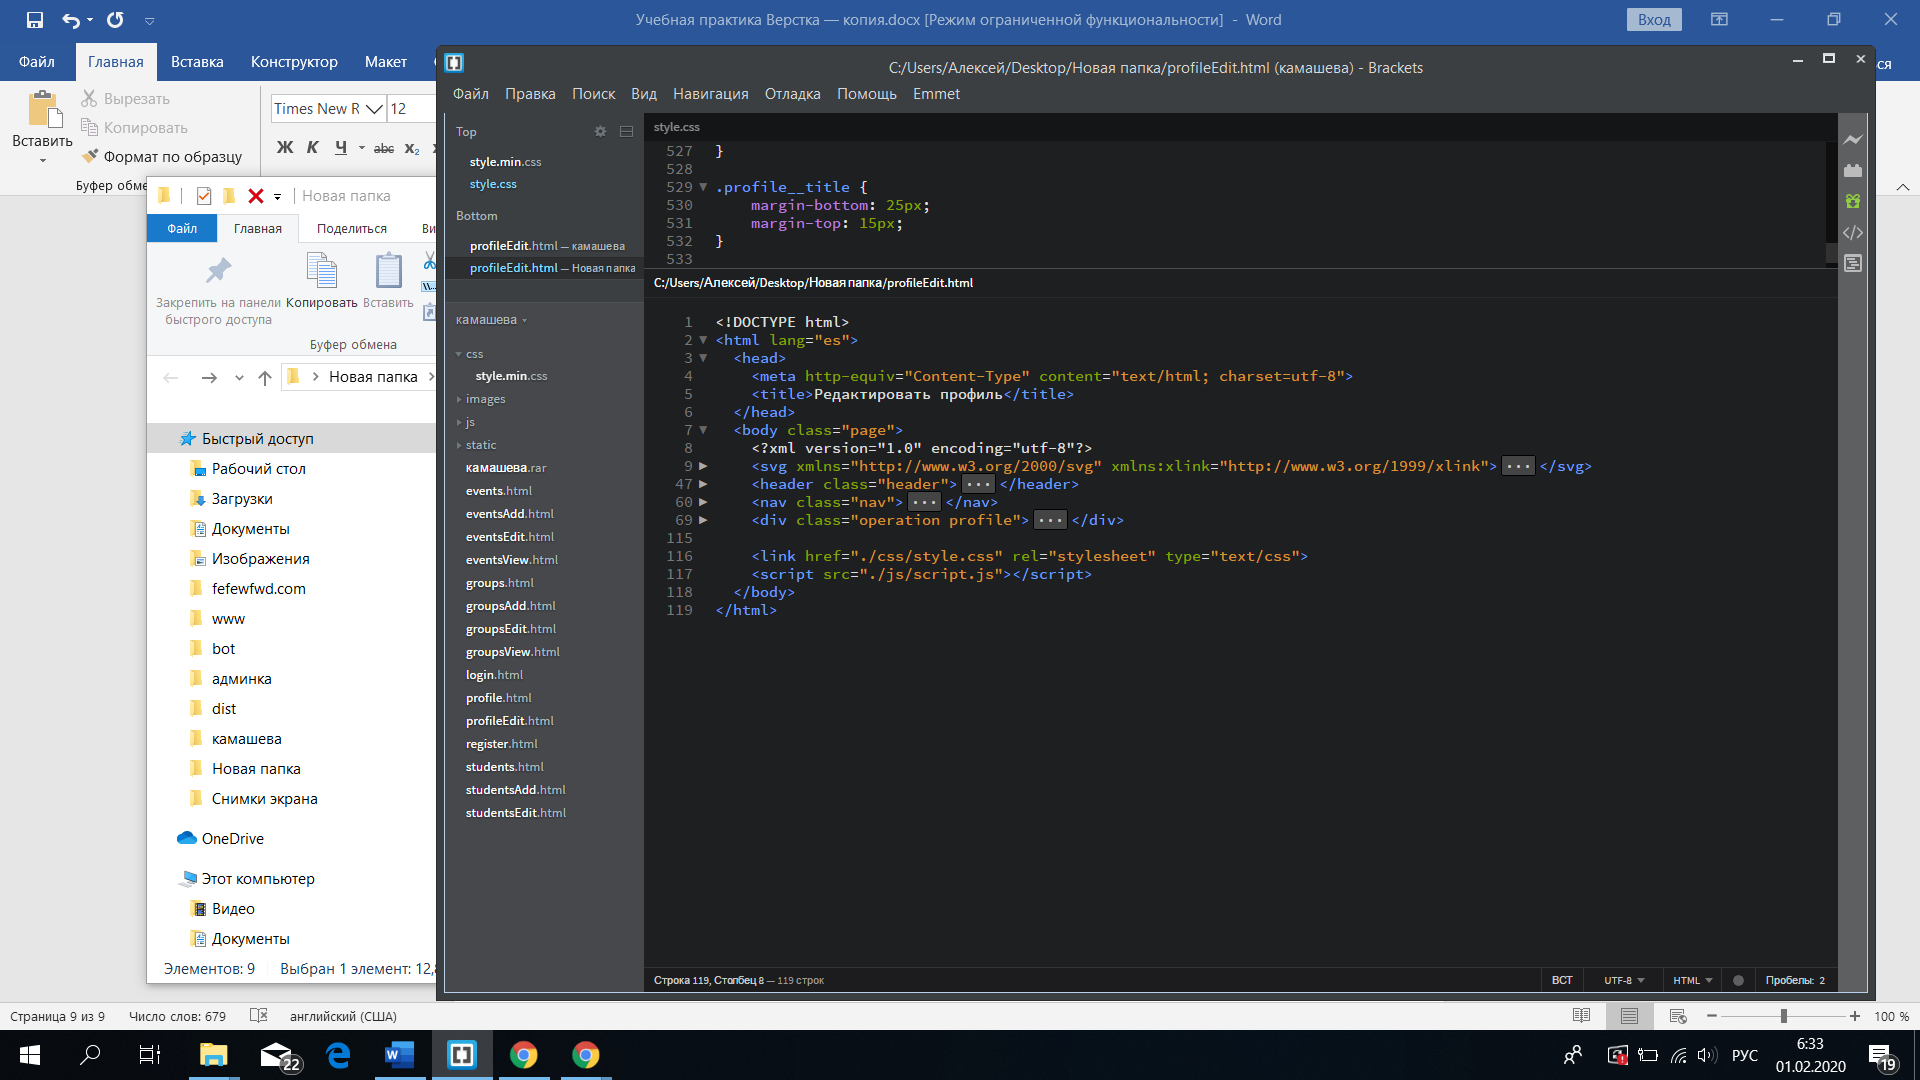 Учебная практика Верстка — копия.docx [Режим ограниченной функциональности] - Word
Вход
Файл
Главная
Вставка
Конструктор
Макет
ся
Вставить
Вырезать
Копировать
Формат по образцу
Буфер обме
Times New R
12
Ж К Ч abc x₂
Новая папка
Файл
Главная
Поделиться
Ви
Закрепить на панели быстрого доступа
Копировать
Вставить
Буфер обмена
Новая папка
Быстрый доступ
Рабочий стол
Загрузки
Документы
Изображения
fefewfwd.com
www
bot
админка
dist
камашева
Новая папка
Снимки экрана
OneDrive
Этот компьютер
Видео
Документы
Элементов: 9
Выбран 1 элемент: 12,
C:/Users/Алексей/Desktop/Новая папка/profileEdit.html (камашева) - Brackets
Файл
Правка
Поиск
Вид
Навигация
Отладка
Помощь
Emmet
Top
style.min.css
style.css
Bottom
profileEdit.html — камашева
profileEdit.html — Новая папка
камашева
css
style.min.css
images
js
static
камашева.rar
events.html
eventsAdd.html
eventsEdit.html
eventsView.html
groups.html
groupsAdd.html
groupsEdit.html
groupsView.html
login.html
profile.html
profileEdit.html
register.html
students.html
studentsAdd.html
studentsEdit.html
style.css
527 }
528
529 .profile__title {
530 margin-bottom: 25px;
531 margin-top: 15px;
532 }
533
C:/Users/Алексей/Desktop/Новая папка/profileEdit.html
1 <!DOCTYPE html>
2 <html lang="es">
3 <head>
4 <meta http-equiv="Content-Type" content="text/html; charset=utf-8">
5 <title>Редактировать профиль</title>
6 </head>
7 <body class="page">
8 <?xml version="1.0" encoding="utf-8"?>
9 <svg xmlns="http://www.w3.org/2000/svg" xmlns:xlink="http://www.w3.org/1999/xlink"> ... </svg>
47 <header class="header"> ... </header>
60 <nav class="nav"> ... </nav>
69 <div class="operation profile"> ... </div>
115
116 <link href="./css/style.css" rel="stylesheet" type="text/css">
117 <script src="./js/script.js"></script>
118 </body>
119 </html>
Строка 119, Столбец 8 — 119 строк
ВСТ
UTF-8
HTML
Пробелы: 2
Страница 9 из 9
Число слов: 679
английский (США)
100 %
22
РУС
6:33
01.02.2020
19